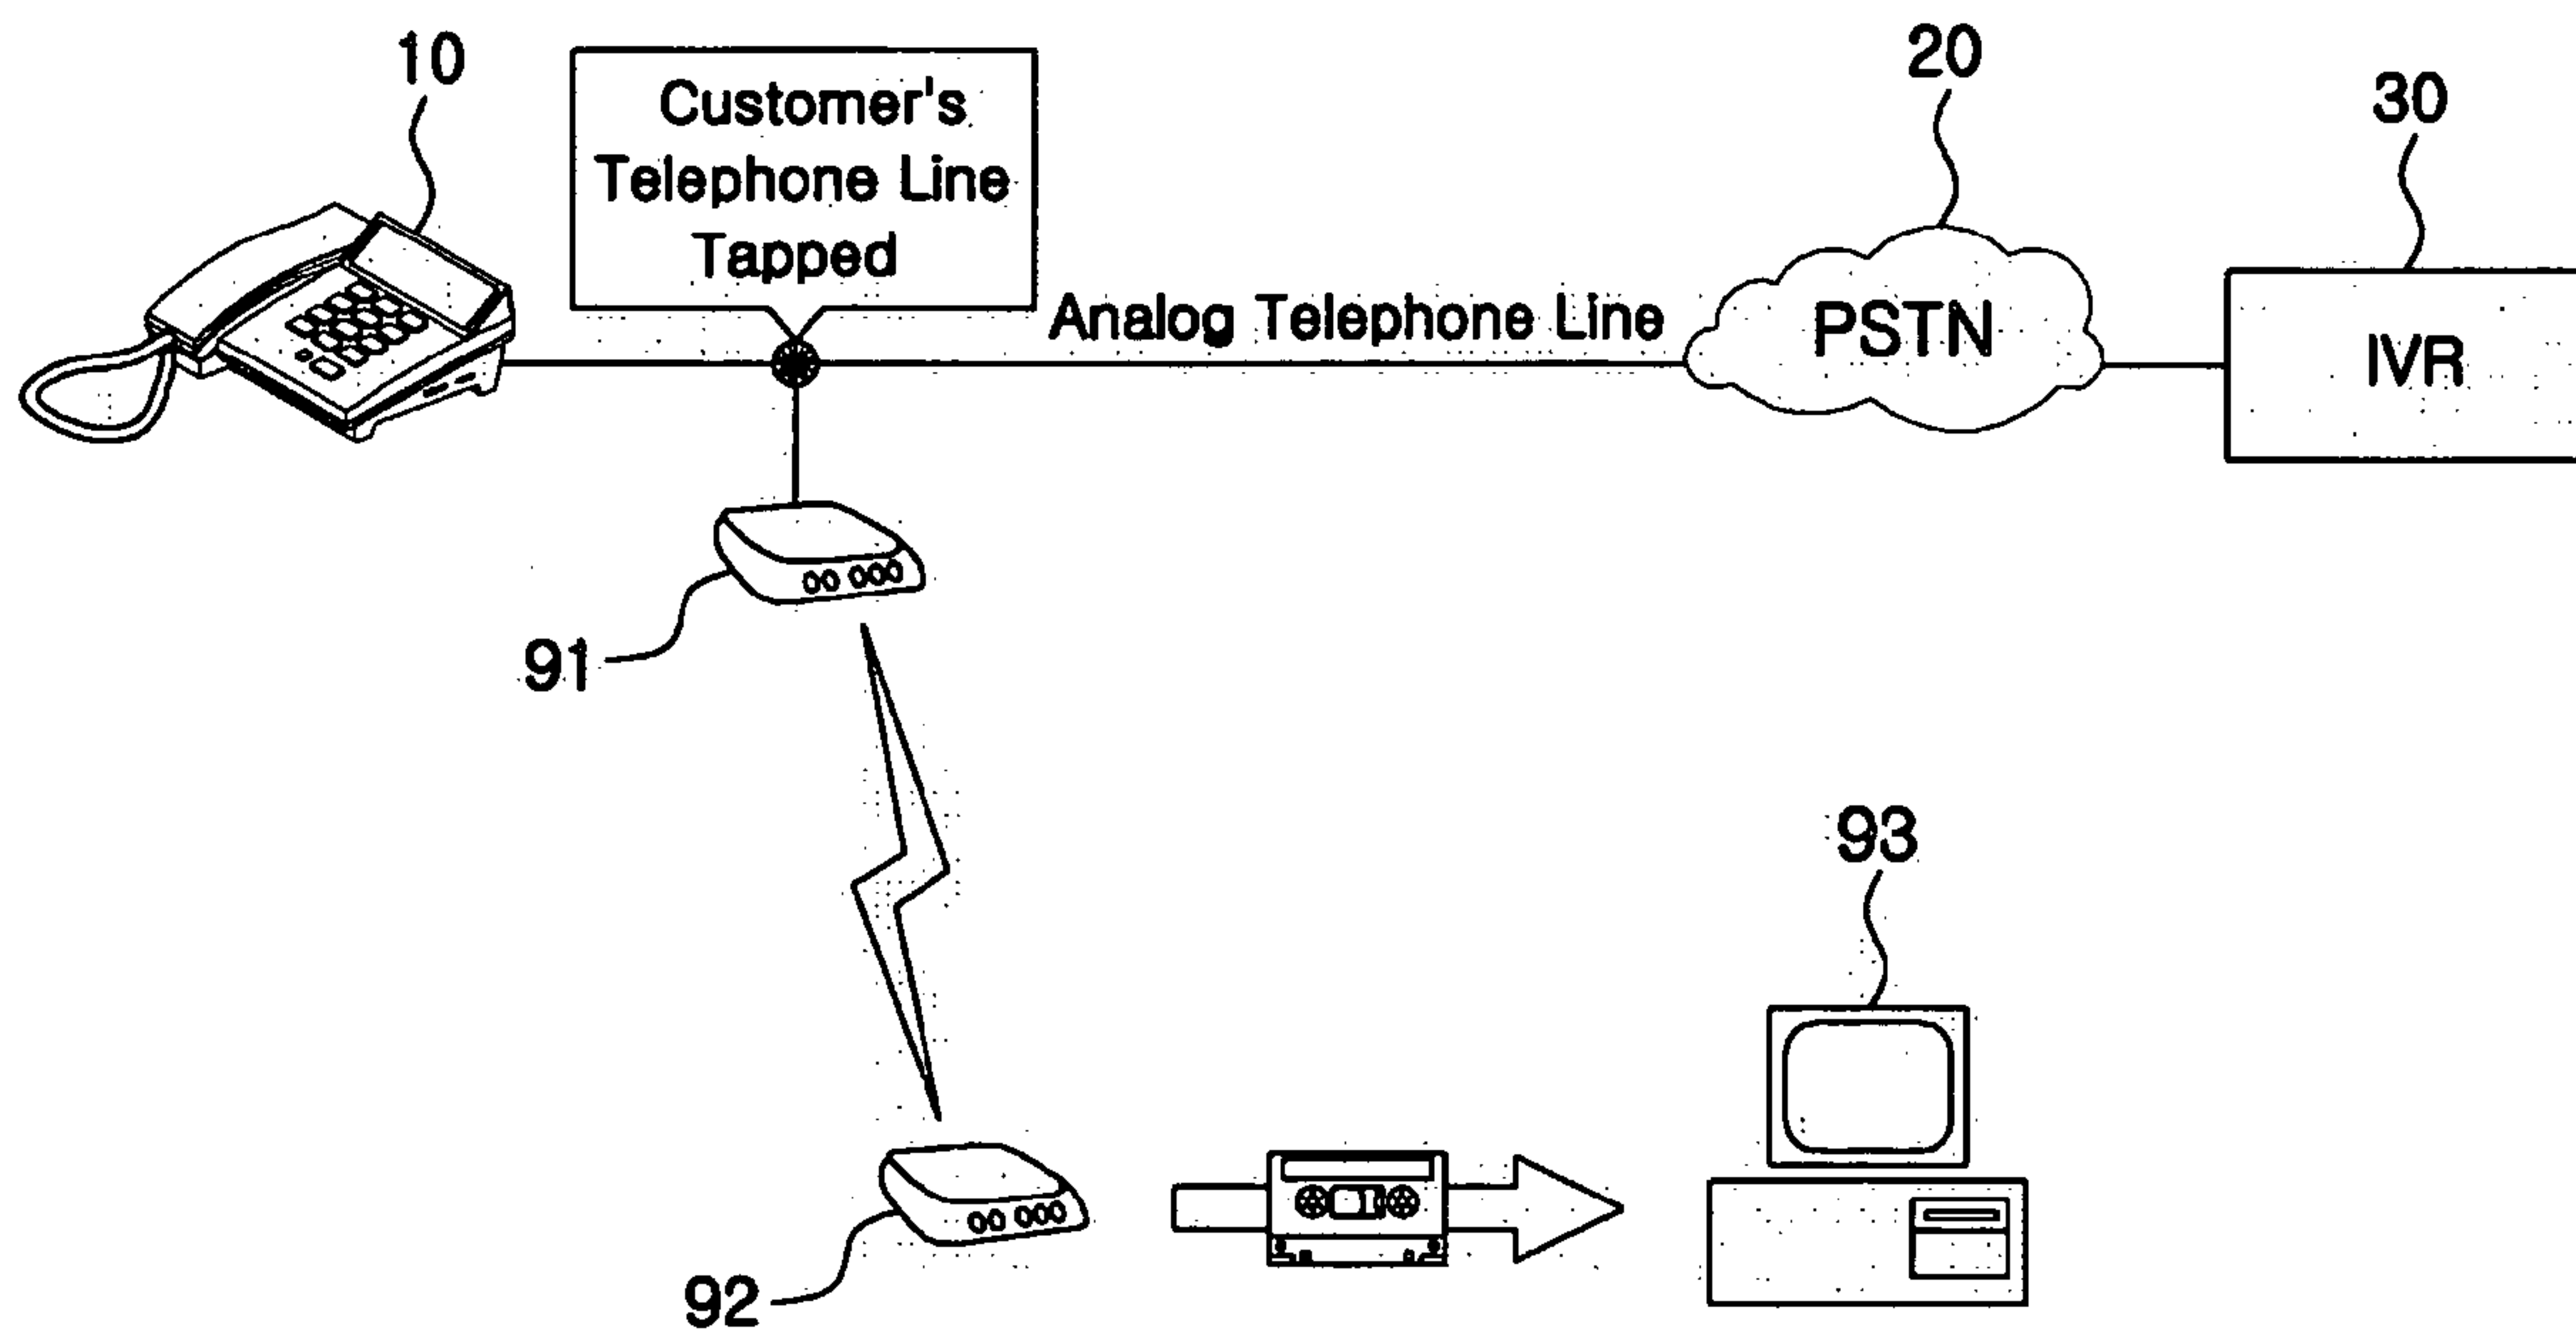 10
20
30
Customer's
Telephone Line
Tapped
Analog Telephone Line
PSTN
IVR
91
93
92